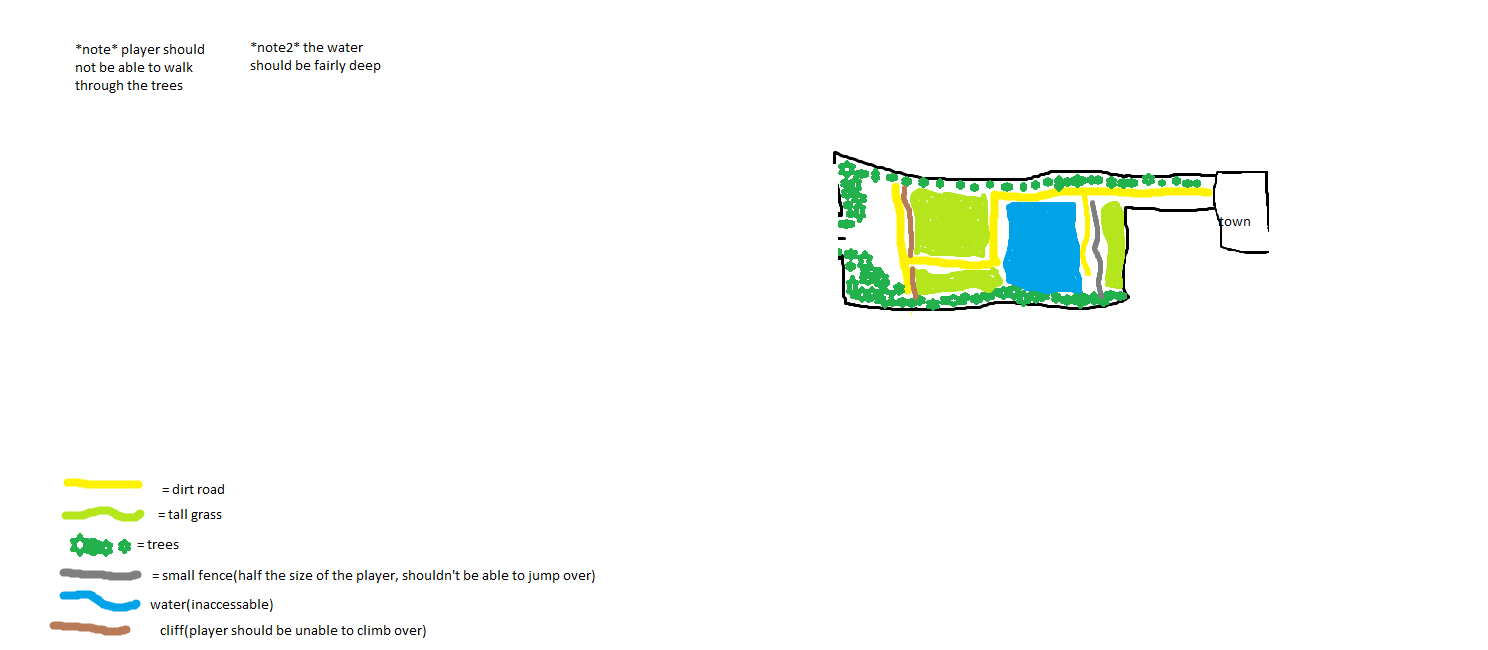 *note* player should
not be able to walk
through the trees
*note2* the water
should be fairly deep
town
= dirt road
= tall grass
= trees
= small fence(half the size of the player, shouldn't be able to jump over)
water(inaccessable)
cliff(player should be unable to climb over)